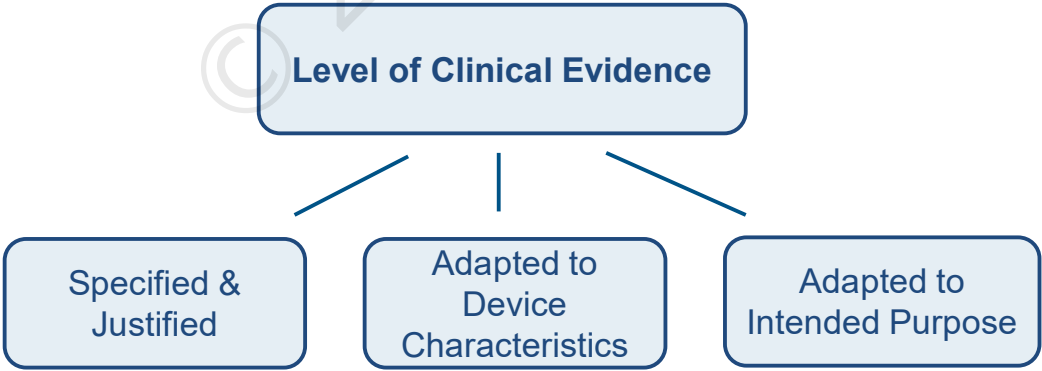 ©
Level of Clinical Evidence
Specified &
Justified
Adapted to
Device
Characteristics
Adapted to
Intended Purpose